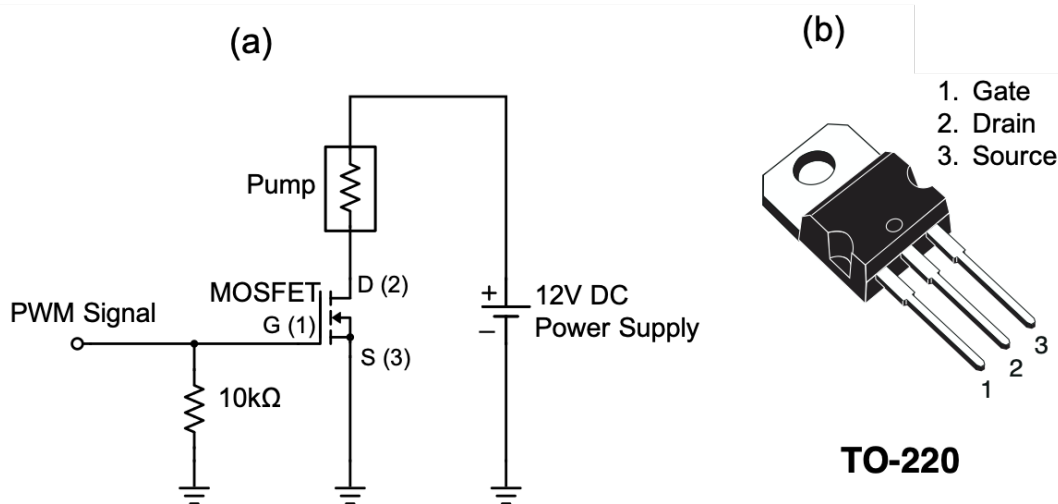 (a)
Pump
D (2)
MOSFET
G (1)
S (3)
PWM Signal
10kΩ
+
12V DC
–
Power Supply
(b)
1. Gate
2. Drain
3. Source
3
2
1
TO-220